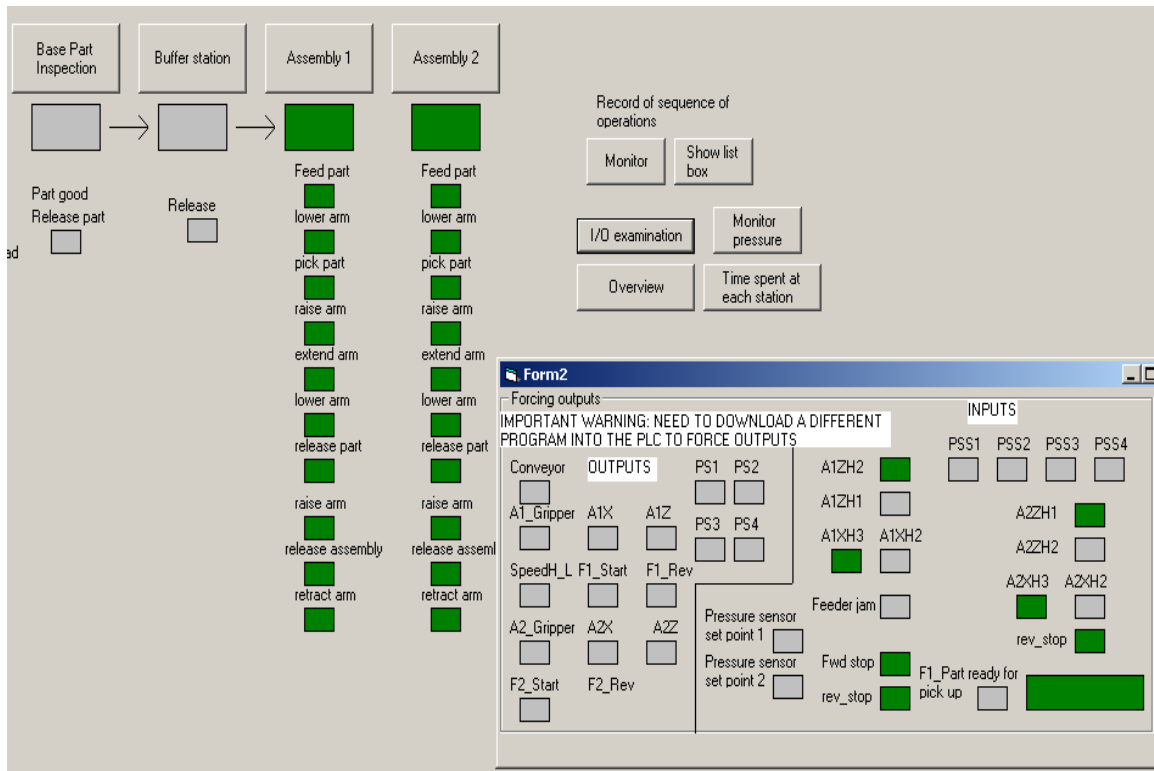 Base Part
Inspection
Buffer station
Assembly 1
Assembly 2
Part good
Release part
ad
Release
Feed part
lower arm
pick part
raise arm
extend arm
lower arm
release part
raise arm
release assembly
retract arm
Feed part
lower arm
pick part
raise arm
extend arm
lower arm
release part
raise arm
release assembl
retract arm
Record of sequence of
operations
Monitor
Show list
box
I/O examination
Monitor
pressure
Overview
Time spent at
each station
Form2
Forcing outputs
IMPORTANT WARNING: NEED TO DOWNLOAD A DIFFERENT
PROGRAM INTO THE PLC TO FORCE OUTPUTS
Conveyor
OUTPUTS
PS1 PS2
A1_Gripper A1X A1Z
PS3 PS4
SpeedH_L F1_Start F1_Rev
A2_Gripper A2X A2Z
F2_Start F2_Rev
Pressure sensor
set point 1
Pressure sensor
set point 2
INPUTS
PSS1 PSS2 PSS3 PSS4
A1ZH2
A1ZH1
A1XH3 A1XH2
Feeder jam
Fwd stop
rev_stop
A2ZH1
A2ZH2
A2XH3 A2XH2
rev_stop
F1_Part ready for
pick up